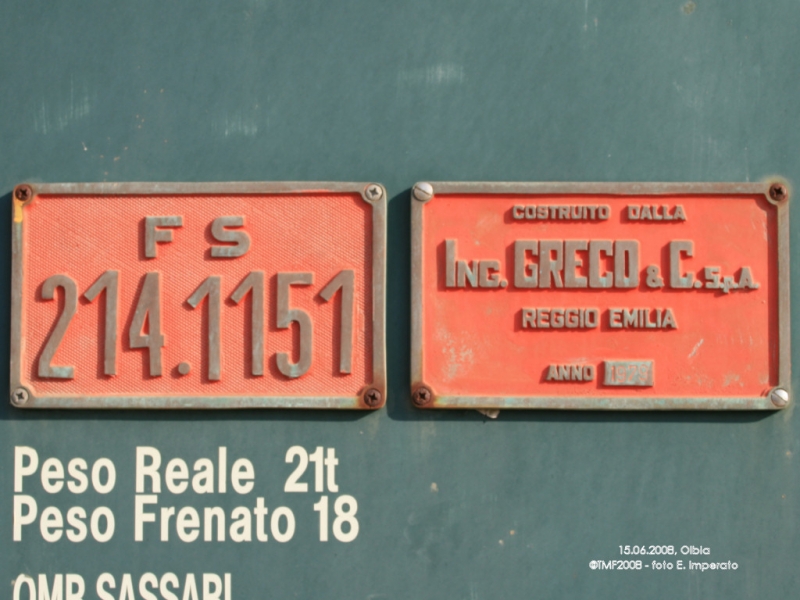 FS
214.1151
COSTRUITO DALLA
ING. GRECO & C. S.p.A.
REGGIO EMILIA
ANNO
Peso Reale 21t
Peso Frenato 18
OMR SASSARI
15.06.2008, Olbia
©TMF2008 - foto E. Imperato